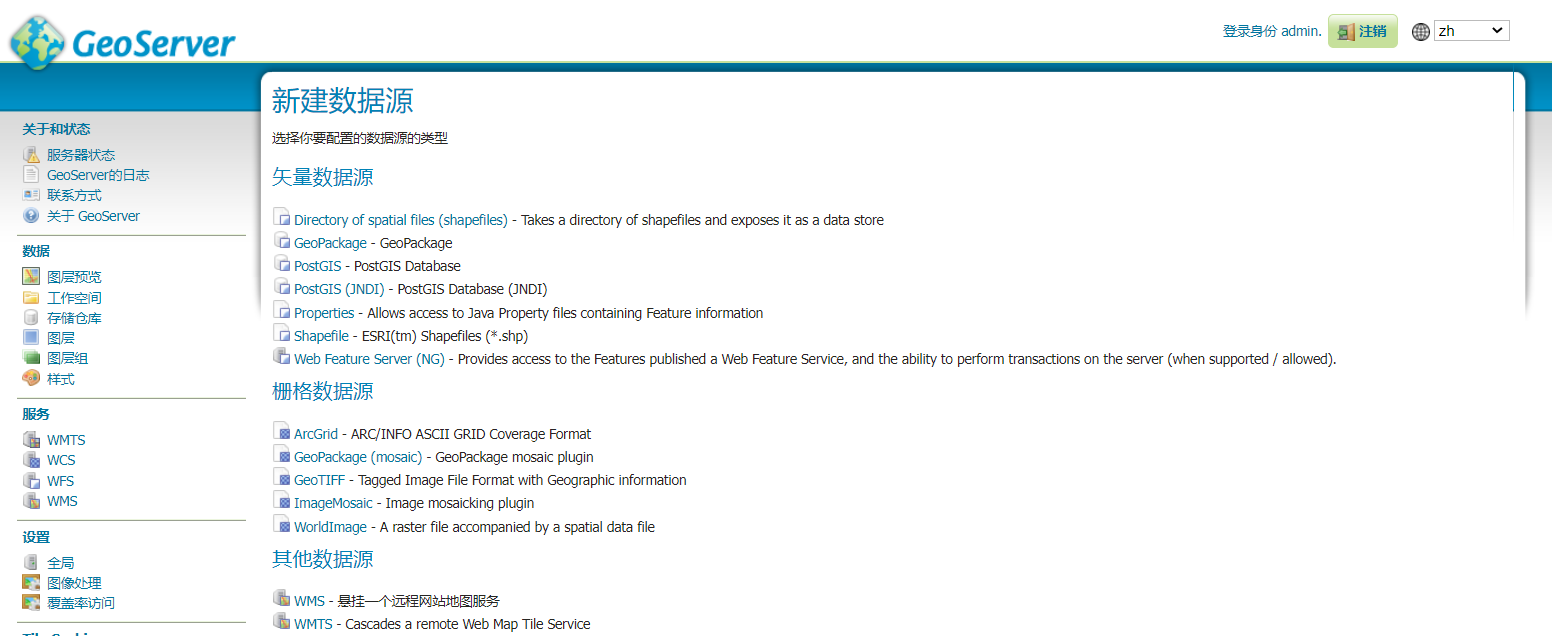 GeoServer
登录身份 admin. 注销 zh
新建数据源
选择你要配置的数据源的类型
关于和状态
服务器状态
GeoServer的日志
联系方式
关于 GeoServer
数据
图层预览
工作空间
存储仓库
图层
图层组
样式
服务
WMTS
WCS
WFS
WMS
设置
全局
图像处理
覆盖率访问
矢量数据源
Directory of spatial files (shapefiles) - Takes a directory of shapefiles and exposes it as a data store
GeoPackage - GeoPackage
PostGIS - PostGIS Database
PostGIS (JNDI) - PostGIS Database (JNDI)
Properties - Allows access to Java Property files containing Feature information
Shapefile - ESRI(tm) Shapefiles (*.shp)
Web Feature Server (NG) - Provides access to the Features published a Web Feature Service, and the ability to perform transactions on the server (when supported / allowed).
栅格数据源
ArcGrid - ARC/INFO ASCII GRID Coverage Format
GeoPackage (mosaic) - GeoPackage mosaic plugin
GeoTIFF - Tagged Image File Format with Geographic information
ImageMosaic - Image mosaicking plugin
WorldImage - A raster file accompanied by a spatial data file
其他数据源
WMS - 悬挂一个远程网站地图服务
WMTS - Cascades a remote Web Map Tile Service